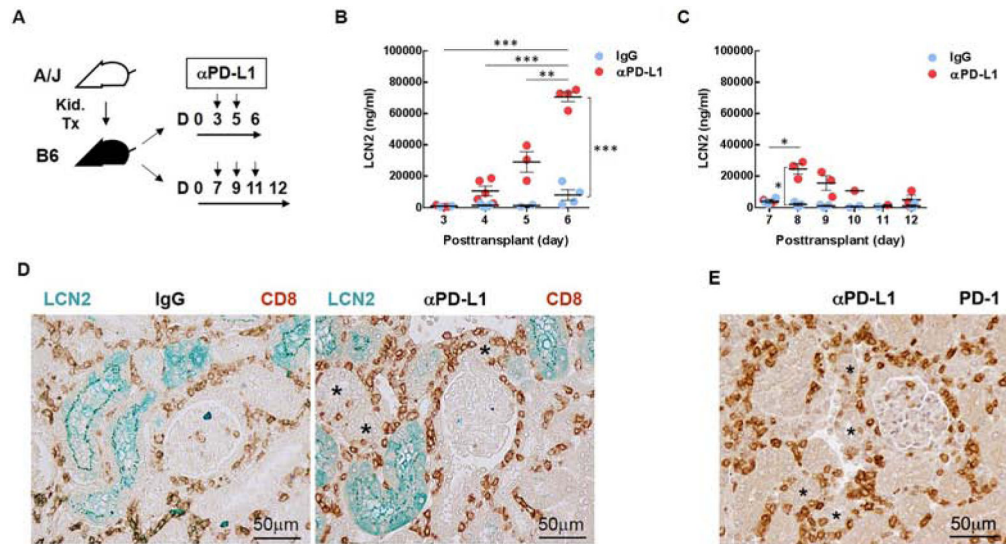 A
A/J
Kid.
Tx
B6
αPD-L1
D 0 3 5 6
D 0 7 9 11 12
B
***
***
**
IgG
αPD-L1
100000
80000
60000
40000
20000
0
LCN2 (ng/ml)
***
3 4 5 6
Posttransplant (day)
C
IgG
αPD-L1
100000
80000
60000
40000
20000
0
LCN2 (ng/ml)
*
*
7 8 9 10 11 12
Posttransplant (day)
D
LCN2 IgG CD8
50μm
LCN2 αPD-L1 CD8
*
*
*
50μm
E
αPD-L1 PD-1
*
*
*
*
50μm